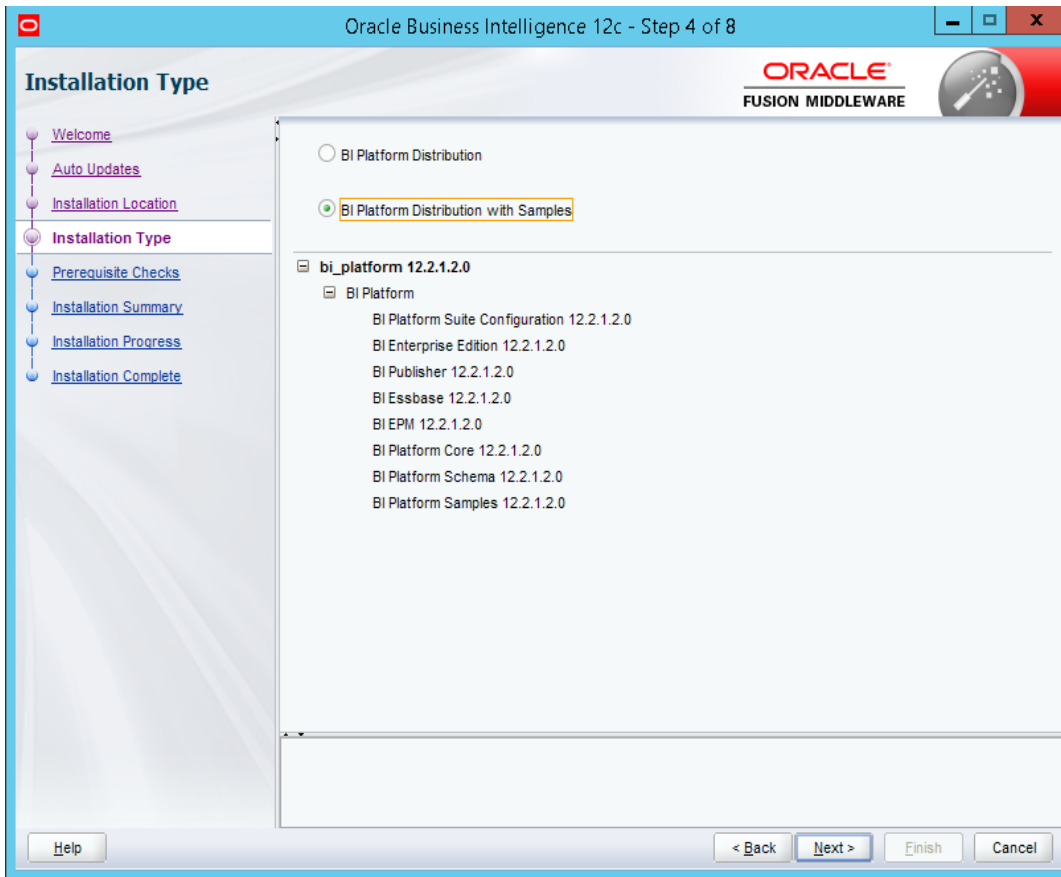 Oracle Business Intelligence 12c - Step 4 of 8
Installation Type
ORACLE
FUSION MIDDLEWARE
Welcome
Auto Updates
Installation Location
Installation Type
Prerequisite Checks
Installation Summary
Installation Progress
Installation Complete
BI Platform Distribution
BI Platform Distribution with Samples
bi_platform 12.2.1.2.0
BI Platform
BI Platform Suite Configuration 12.2.1.2.0
BI Enterprise Edition 12.2.1.2.0
BI Publisher 12.2.1.2.0
BI Essbase 12.2.1.2.0
BI EPM 12.2.1.2.0
BI Platform Core 12.2.1.2.0
BI Platform Schema 12.2.1.2.0
BI Platform Samples 12.2.1.2.0
Help
< Back
Next >
Finish
Cancel